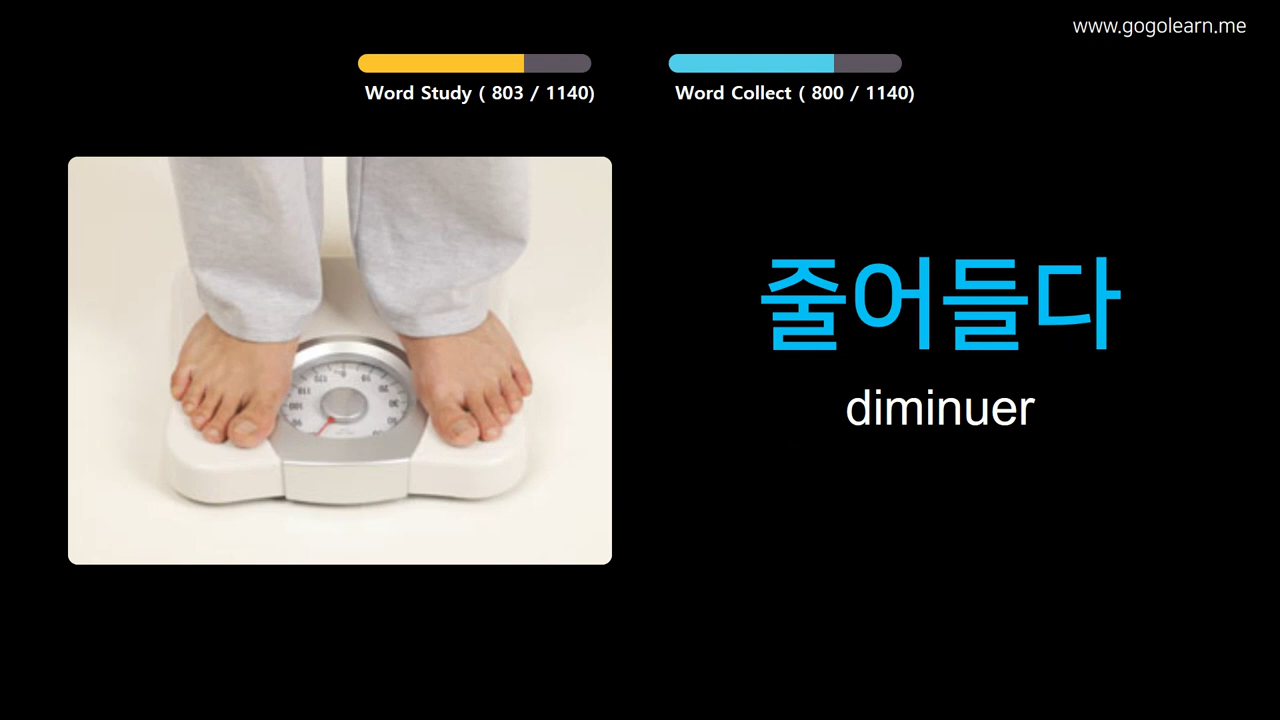 www.gogolearn.me
Word Study ( 803 / 1140)
Word Collect ( 800 / 1140)
줄어들다
diminuer